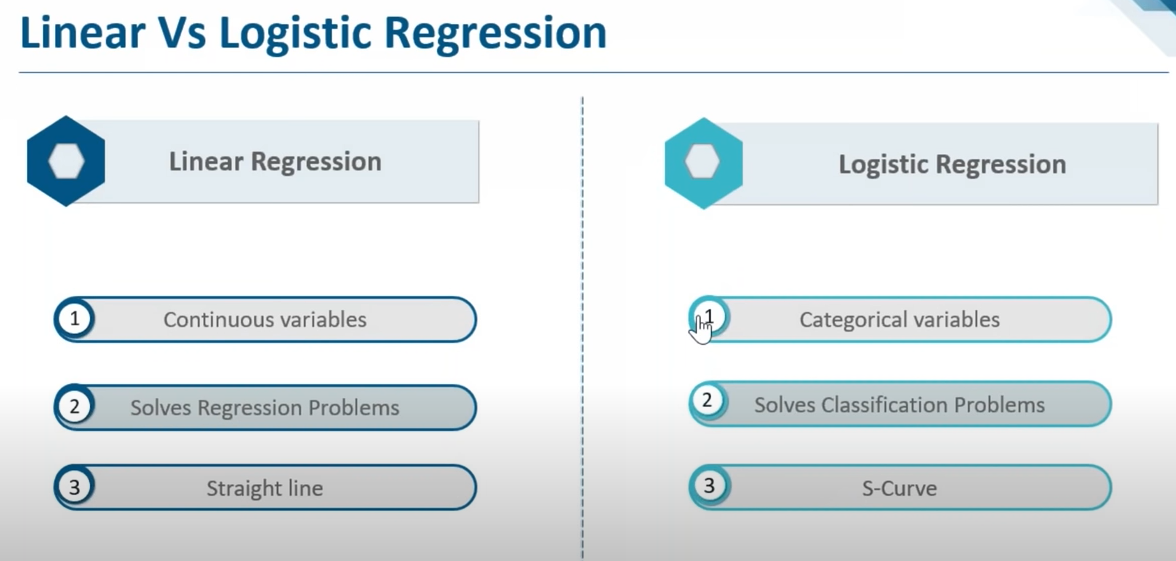 Linear Vs Logistic Regression
Linear Regression
1 Continuous variables
2 Solves Regression Problems
3 Straight line
Logistic Regression
1 Categorical variables
2 Solves Classification Problems
3 S-Curve